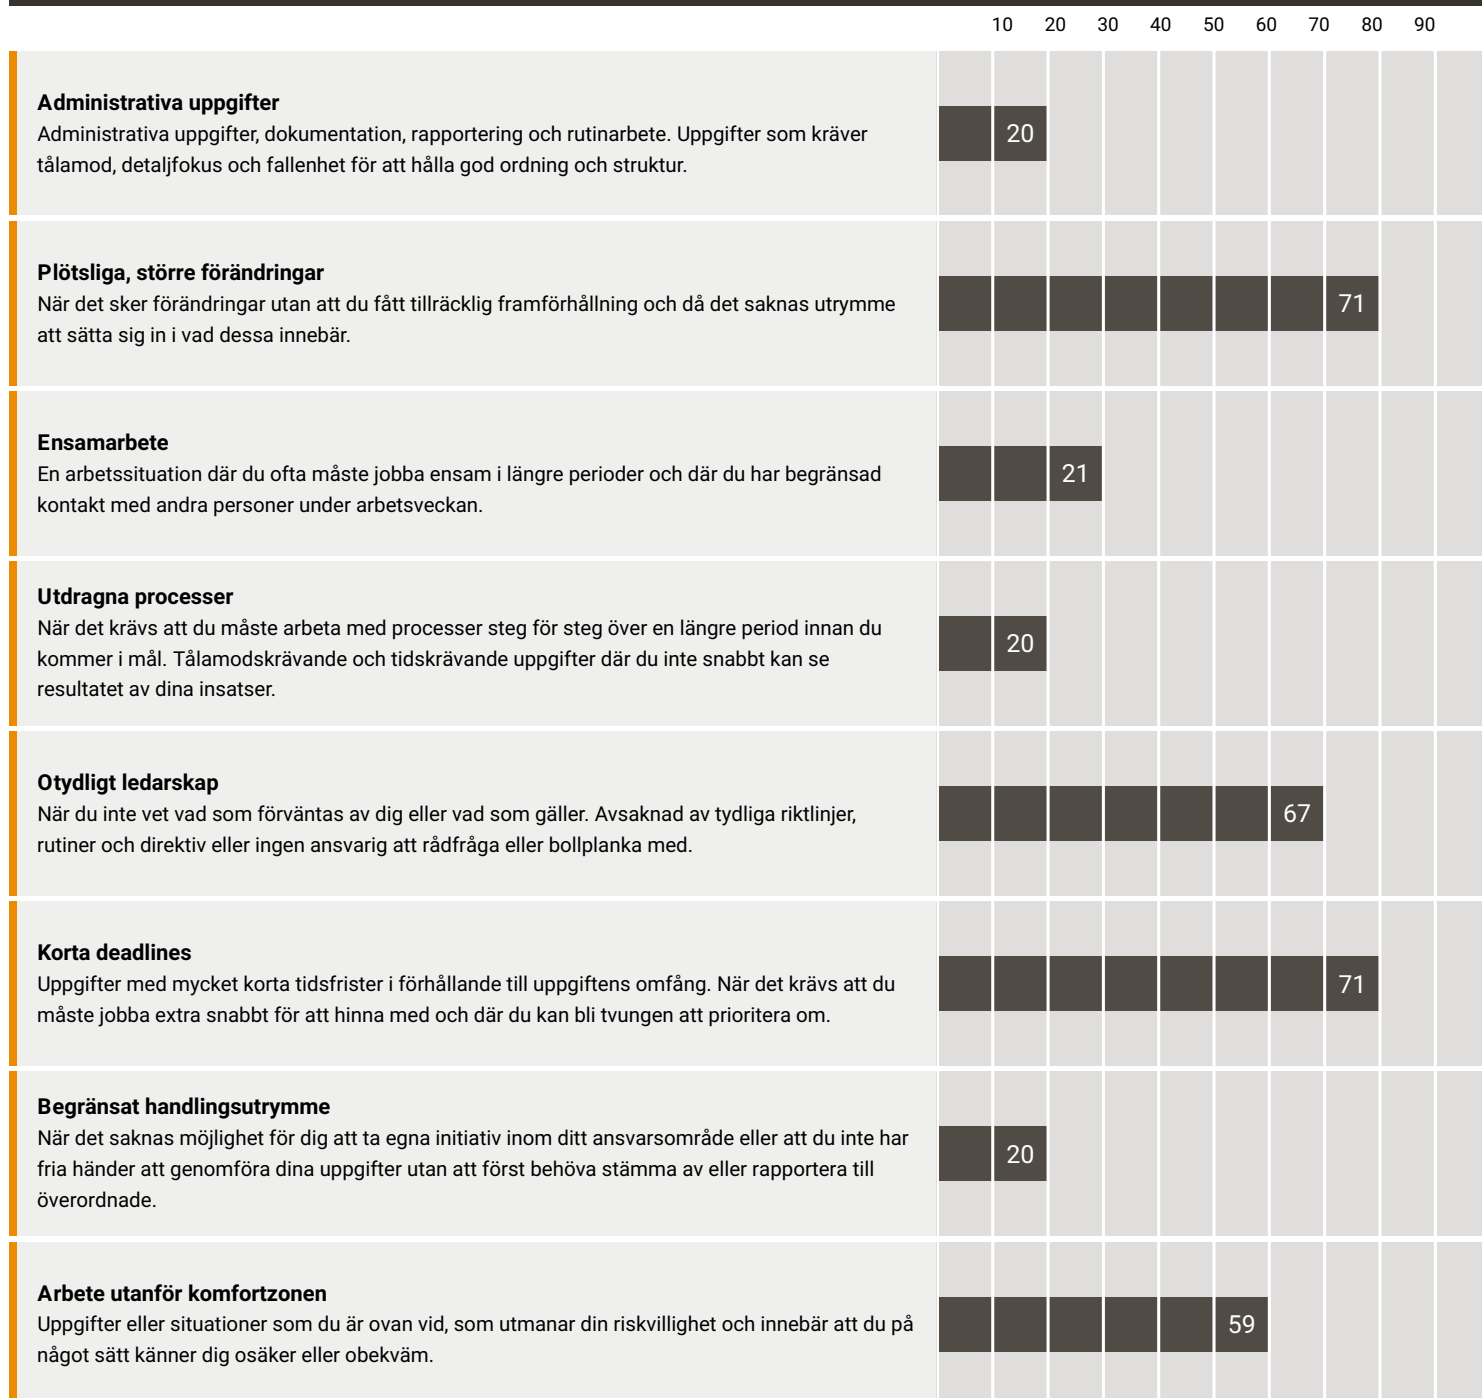 10 20 30 40 50 60 70 80 90
Administrativa uppgifter
Administrativa uppgifter, dokumentation, rapportering och rutinarbete. Uppgifter som kräver
tålamod, detaljfokus och fallenhet för att hålla god ordning och struktur.
20
Plötsliga, större förändringar
När det sker förändringar utan att du fått tillräcklig framförhållning och då det saknas utrymme
att sätta sig in i vad dessa innebär.
71
Ensamarbete
En arbetssituation där du ofta måste jobba ensam i längre perioder och där du har begränsad
kontakt med andra personer under arbetsveckan.
21
Utdragna processer
När det krävs att du måste arbeta med processer steg för steg över en längre period innan du
kommer i mål. Tålamodskrävande och tidskrävande uppgifter där du inte snabbt kan se
resultatet av dina insatser.
20
Otydligt ledarskap
När du inte vet vad som förväntas av dig eller vad som gäller. Avsaknad av tydliga riktlinjer,
rutiner och direktiv eller ingen ansvarig att rådfråga eller bollplanka med.
67
Korta deadlines
Uppgifter med mycket korta tidsfrister i förhållande till uppgiftens omfång. När det krävs att du
måste jobba extra snabbt för att hinna med och där du kan bli tvungen att prioritera om.
71
Begränsat handlingsutrymme
När det saknas möjlighet för dig att ta egna initiativ inom ditt ansvarsområde eller att du inte har
fria händer att genomföra dina uppgifter utan att först behöva stämma av eller rapportera till
överordnade.
20
Arbete utanför komfortzonen
Uppgifter eller situationer som du är ovan vid, som utmanar din riskvillighet och innebär att du på
något sätt känner dig osäker eller obekväm.
59